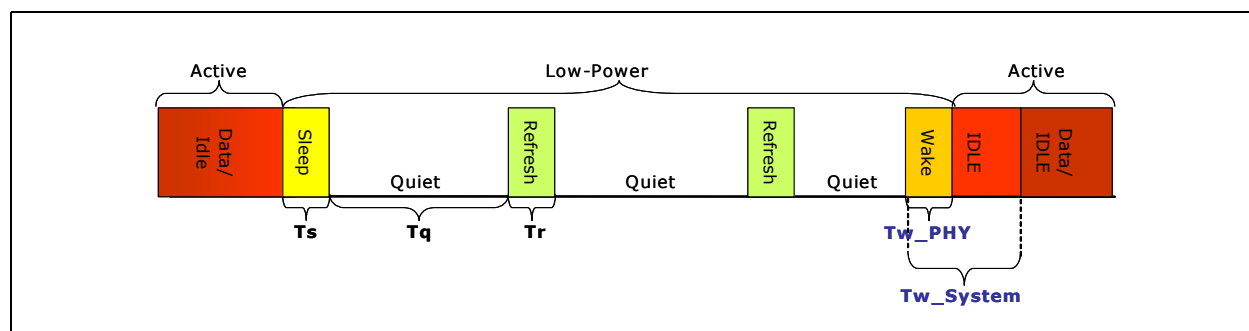 Active
Low-Power
Active
Data/
Idle
Sleep
Refresh
Refresh
Wake
IDLE
Data/
IDLE
Quiet
Quiet
Quiet
Ts
Tq
Tr
Tw_PHY
Tw_System